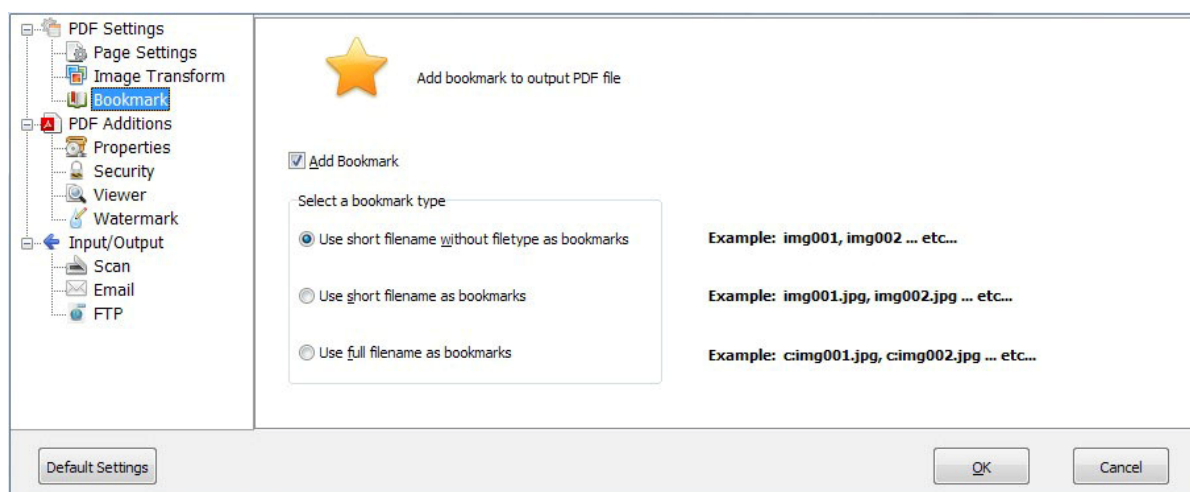 PDF Settings
Page Settings
Image Transform
Bookmark
PDF Additions
Properties
Security
Viewer
Watermark
Input/Output
Scan
Email
FTP
Add bookmark to output PDF file
Add Bookmark
Select a bookmark type
Use short filename without filetype as bookmarks
Example: img001, img002 ... etc...
Use short filename as bookmarks
Example: img001.jpg, img002.jpg ... etc...
Use full filename as bookmarks
Example: c:img001.jpg, c:img002.jpg ... etc...
Default Settings
OK
Cancel